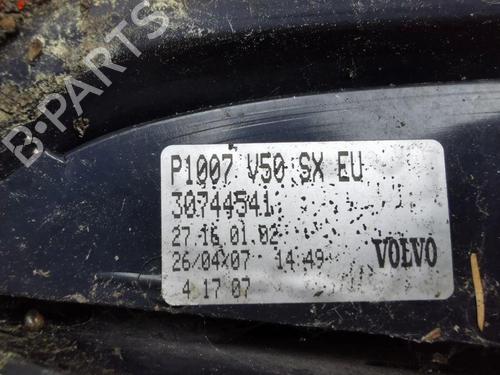 B-PARTS
P1007 V50 SX EU
30744541
27 16 01 02
26/04/07 14:49
VOLVO
4 17 07